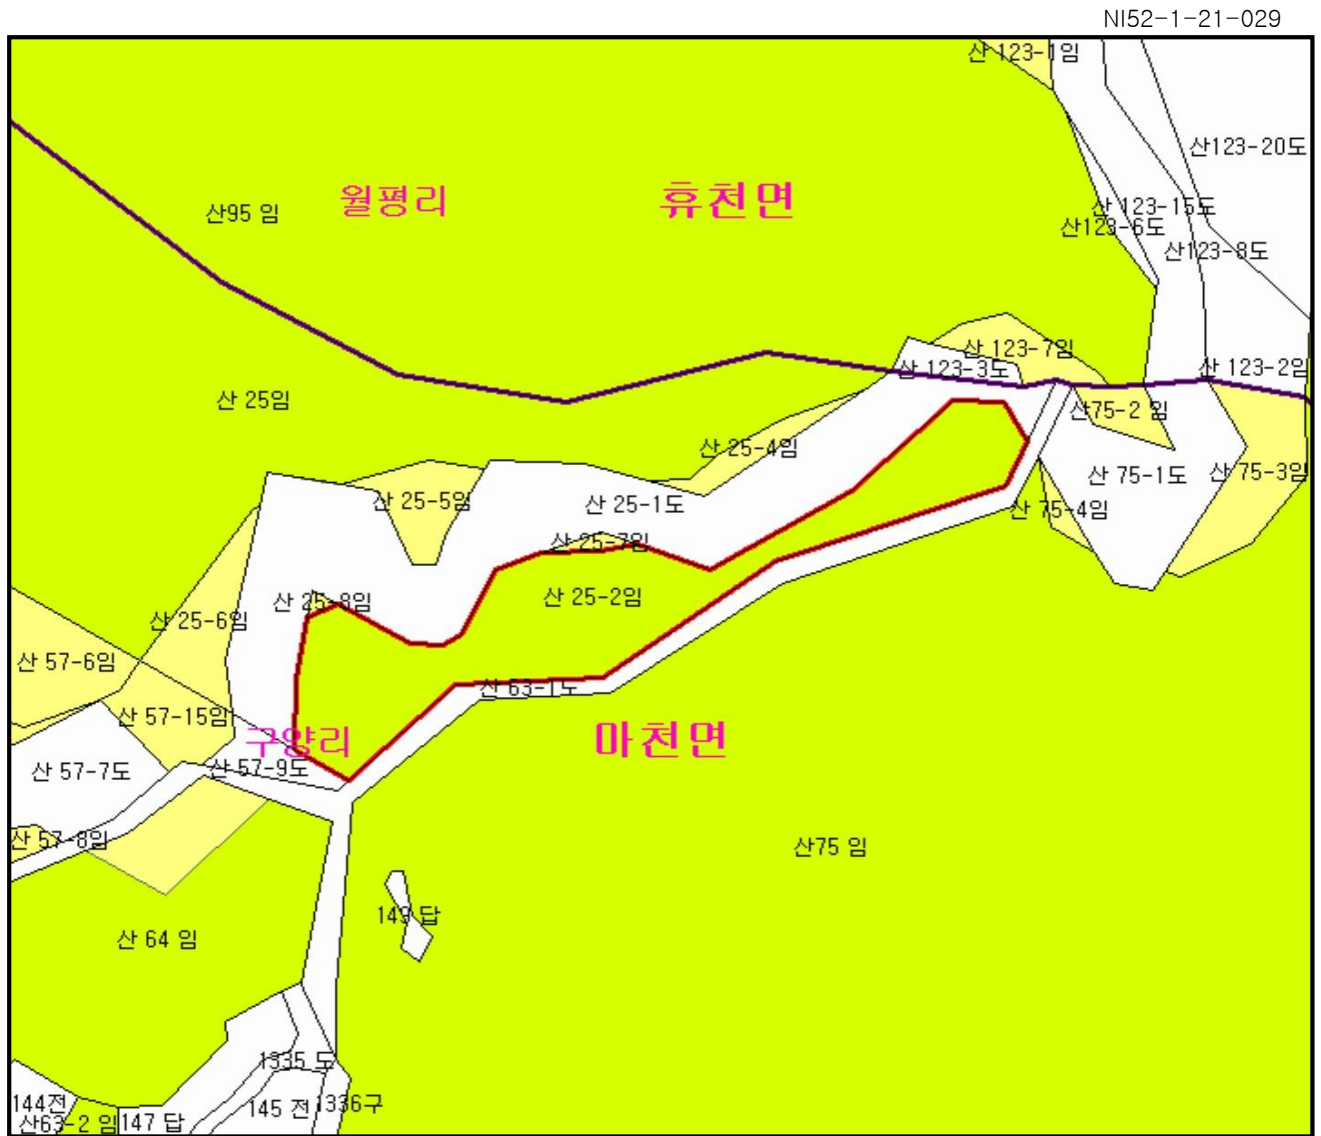 NI52-1-21-029
산 123-1임
산123-20도
산95 임
월평리
휴천면
산 123-15도
산123-6도
산123-8도
산 123-7임
산 123-3도
산 123-2임
산 25임
산75-2 임
산 25-4임
산 75-1도
산 75-3임
산 25-5임
산 25-1도
산 75-4임
산 25-7임
산 25-8임
산 25-2임
산 25-6임
산 57-6임
산 63-1도
산 57-15임
구양리
마천면
산 57-7도
산 57-9도
산 57-8임
산75 임
149 답
산 64 임
1335 도
144전
산63-2 임
147 답
145 전
1336구